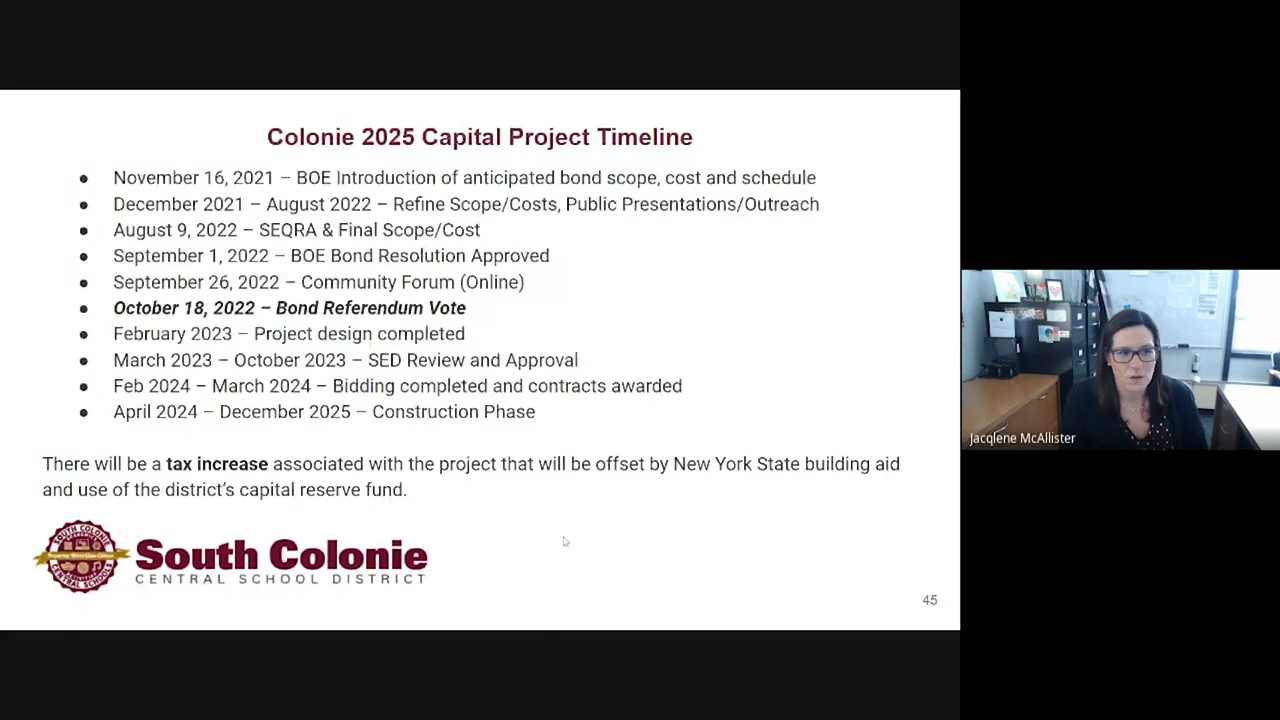 Colonie 2025 Capital Project Timeline
● November 16, 2021 – BOE Introduction of anticipated bond scope, cost and schedule
● December 2021 – August 2022 – Refine Scope/Costs, Public Presentations/Outreach
● August 9, 2022 – SEQRA & Final Scope/Cost
● September 1, 2022 – BOE Bond Resolution Approved
● September 26, 2022 – Community Forum (Online)
● October 18, 2022 – Bond Referendum Vote
● February 2023 – Project design completed
● March 2023 – October 2023 – SED Review and Approval
● Feb 2024 – March 2024 – Bidding completed and contracts awarded
● April 2024 – December 2025 – Construction Phase
There will be a tax increase associated with the project that will be offset by New York State building aid
and use of the district's capital reserve fund.
SOUTH COLONIE
CENTRAL SCHOOLS
South Colonie
CENTRAL SCHOOL DISTRICT
45
Jacqlene McAllister